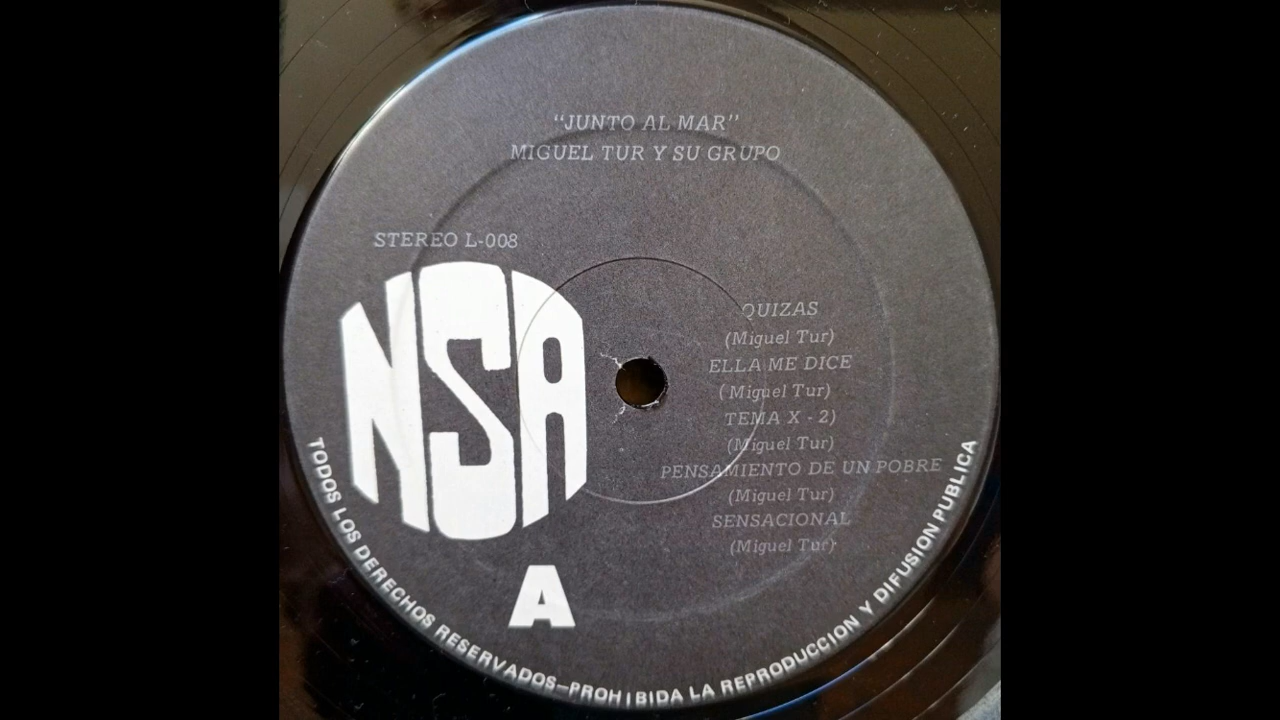 “JUNTO AL MAR”
MIGUEL TUR Y SU GRUPO
STEREO L-008
NSA
QUIZAS
(Miguel Tur)
ELLA ME DICE
(Miguel Tur)
TEMA X - 2)
(Miguel Tur)
PENSAMIENTO DE UN POBRE
(Miguel Tur)
SENSACIONAL
(Miguel Tur)
A
TODOS LOS DERECHOS RESERVADOS-PROHIBIDA LA REPRODUCCION Y DIFUSION PUBLICA